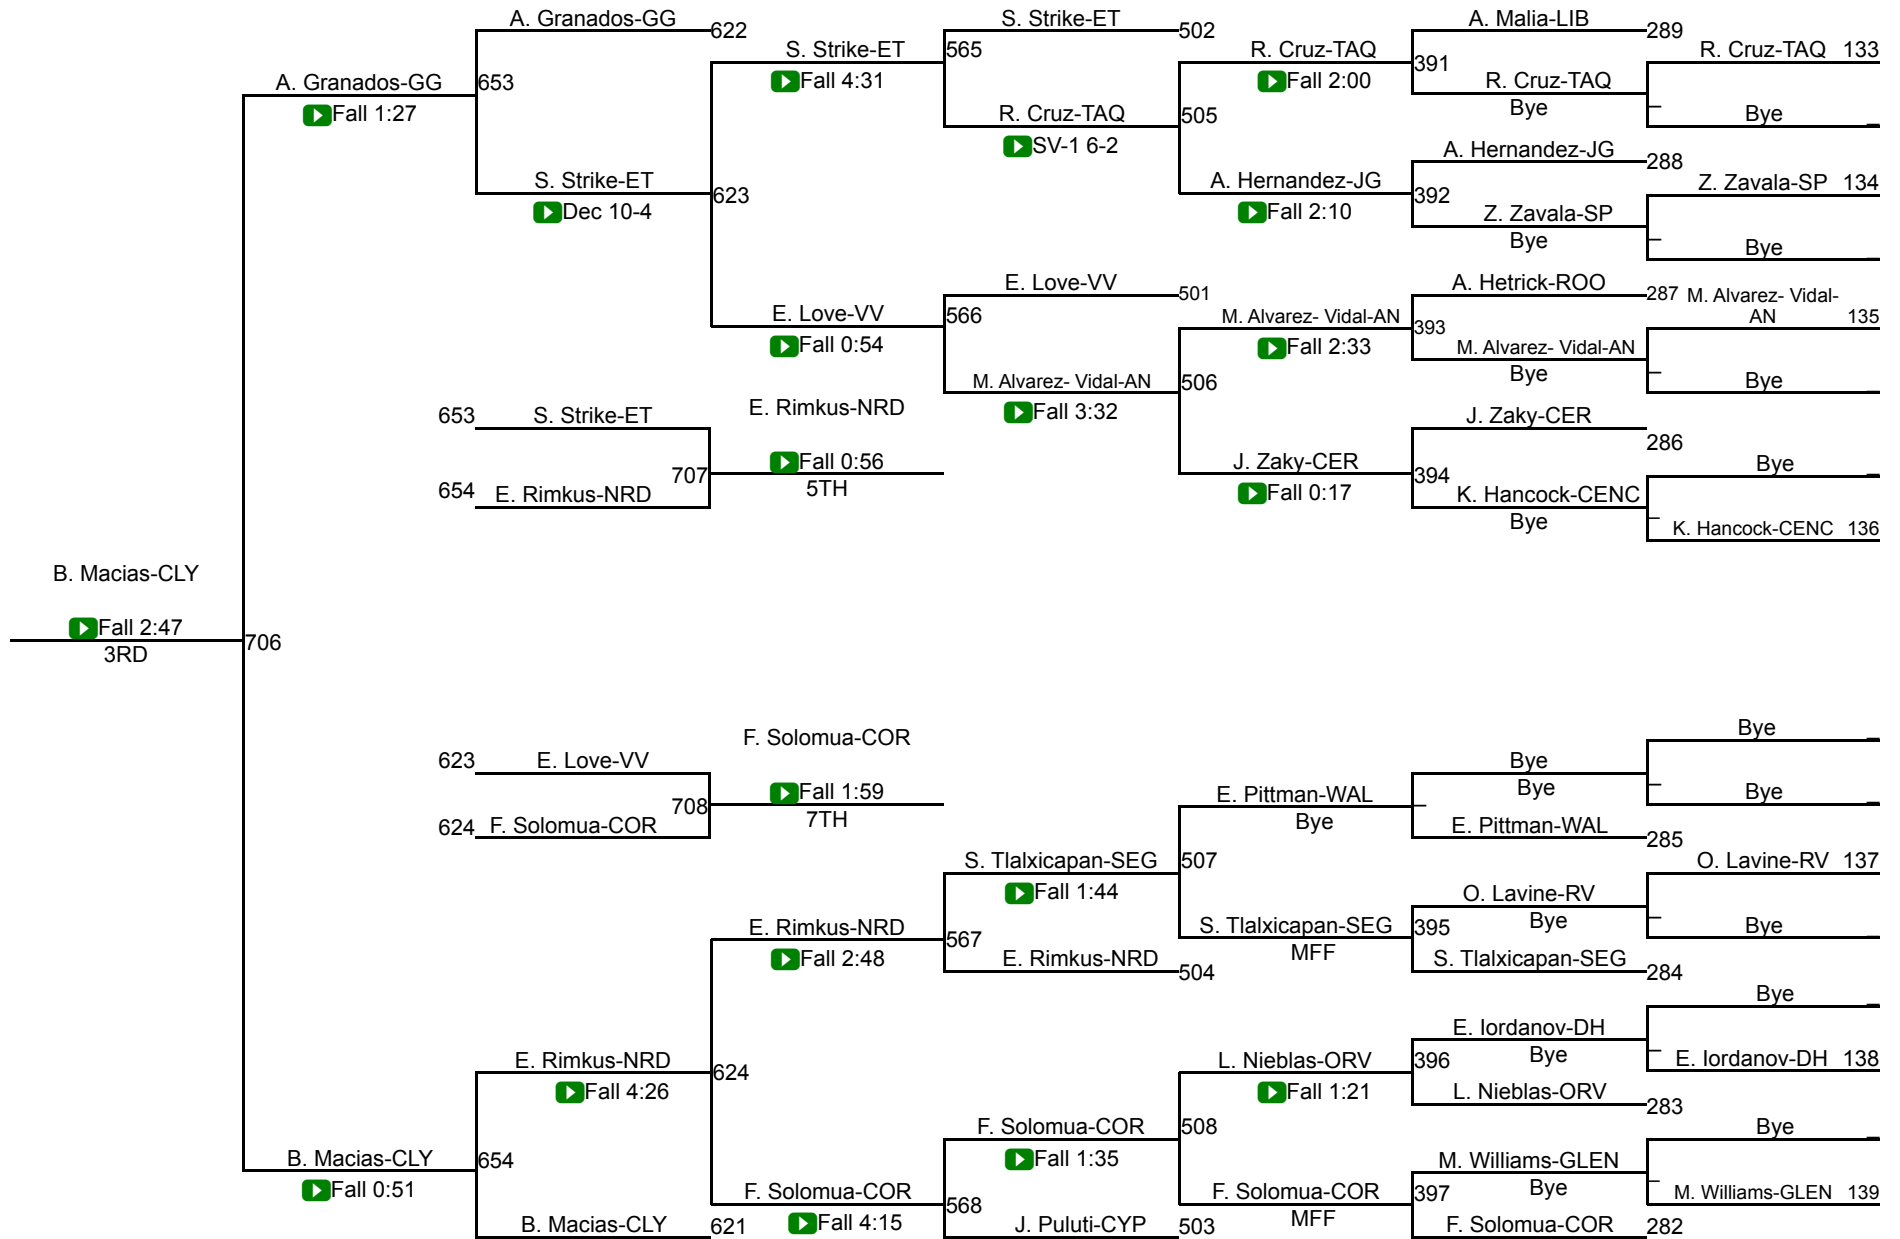 A. Granados-GG
622
S. Strike-ET
502
A. Malia-LIB
289
S. Strike-ET
565
R. Cruz-TAQ
391
R. Cruz-TAQ 133
A. Granados-GG
653
Fall 4:31
Fall 2:00
R. Cruz-TAQ
Bye
Bye
Fall 1:27
R. Cruz-TAQ
505
SV-1 6-2
A. Hernandez-JG
288
S. Strike-ET
623
A. Hernandez-JG
392
Z. Zavala-SP 134
Dec 10-4
Fall 2:10
Z. Zavala-SP
Bye
Bye
E. Love-VV
501
A. Hetrick-ROO
287
M. Alvarez- Vidal-
AN 135
E. Love-VV
566
M. Alvarez- Vidal-AN
393
Fall 0:54
Fall 2:33
M. Alvarez- Vidal-AN
Bye
Bye
M. Alvarez- Vidal-AN
506
653
S. Strike-ET
E. Rimkus-NRD
Fall 3:32
J. Zaky-CER
286
707
Fall 0:56
5TH
J. Zaky-CER
394
Bye
654
E. Rimkus-NRD
Fall 0:17
K. Hancock-CENC
Bye
K. Hancock-CENC 136
B. Macias-CLY
Fall 2:47
3RD
706
F. Solomua-COR
Bye
623
E. Love-VV
Bye
Bye
708
Fall 1:59
7TH
E. Pittman-WAL
Bye
Bye
624
F. Solomua-COR
E. Pittman-WAL
285
S. Tlalxicapan-SEG
507
O. Lavine-RV 137
Fall 1:44
O. Lavine-RV
Bye
E. Rimkus-NRD
567
S. Tlalxicapan-SEG
395
Bye
Fall 2:48
E. Rimkus-NRD
504
MFF
S. Tlalxicapan-SEG
284
Bye
E. Iordanov-DH
Bye
E. Rimkus-NRD
624
L. Nieblas-ORV
396
E. Iordanov-DH 138
Fall 4:26
Fall 1:21
L. Nieblas-ORV
283
F. Solomua-COR
508
Bye
B. Macias-CLY
654
Fall 1:35
M. Williams-GLEN
Bye
Fall 0:51
F. Solomua-COR
568
F. Solomua-COR
397
M. Williams-GLEN 139
B. Macias-CLY
621
Fall 4:15
J. Puluti-CYP
503
MFF
F. Solomua-COR
282